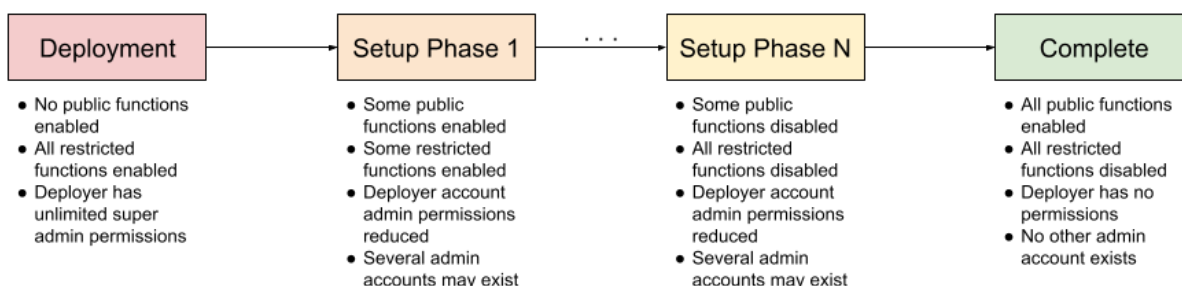 Deployment
● No public functions
enabled
● All restricted
functions enabled
● Deployer has
unlimited super
admin permissions
Setup Phase 1
● Some public
functions enabled
● Some restricted
functions enabled
● Deployer account
admin permissions
reduced
● Several admin
accounts may exist
. . .
Setup Phase N
● Some public
functions disabled
● All restricted
functions disabled
● Deployer account
admin permissions
reduced
● Several admin
accounts may exist
Complete
● All public functions
enabled
● All restricted
functions disabled
● Deployer has no
permissions
● No other admin
account exists